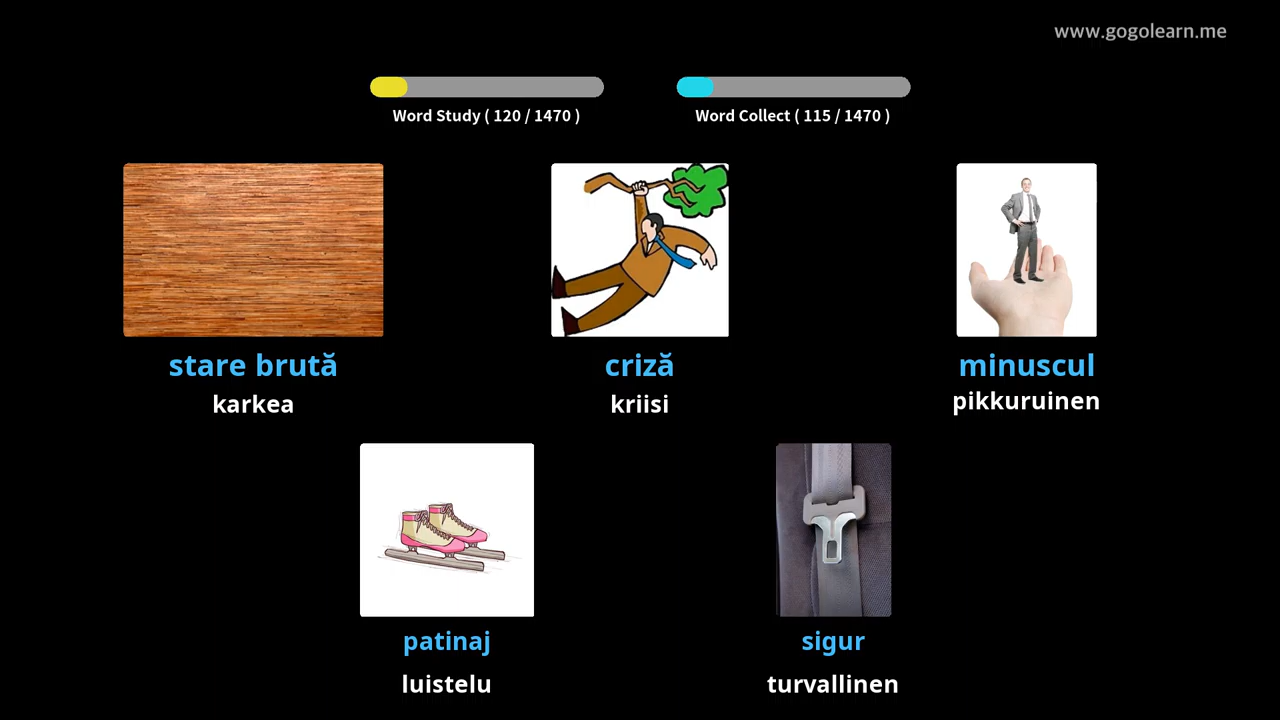 www.gogolearn.me
Word Study ( 120 / 1470 )
Word Collect ( 115 / 1470 )
stare brută
karkea
criză
kriisi
minuscul
pikkuruinen
patinaj
luistelu
sigur
turvallinen